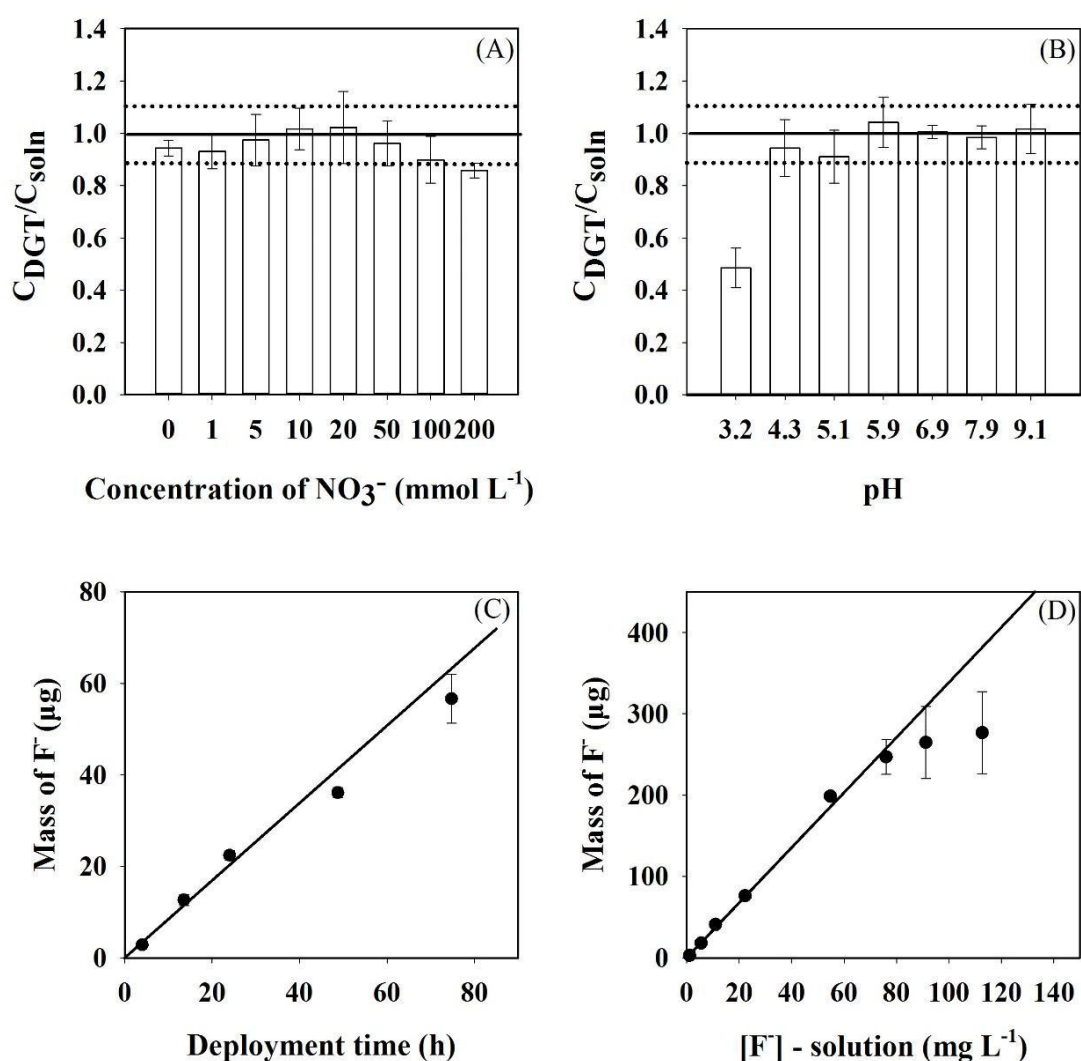 (A)
1.4
1.2
1.0
0.8
0.6
0.4
0.2
0.0
C_DGT/C_soln
0 1 5 10 20 50 100 200
Concentration of NO₃⁻ (mmol L⁻¹)
(B)
1.4
1.2
1.0
0.8
0.6
0.4
0.2
0.0
C_DGT/C_soln
3.2 4.3 5.1 5.9 6.9 7.9 9.1
pH
(C)
80
60
40
20
0
Mass of F⁻ (µg)
0 20 40 60 80
Deployment time (h)
(D)
400
300
200
100
0
Mass of F⁻ (µg)
0 20 40 60 80 100 120 140
[F⁻] - solution (mg L⁻¹)